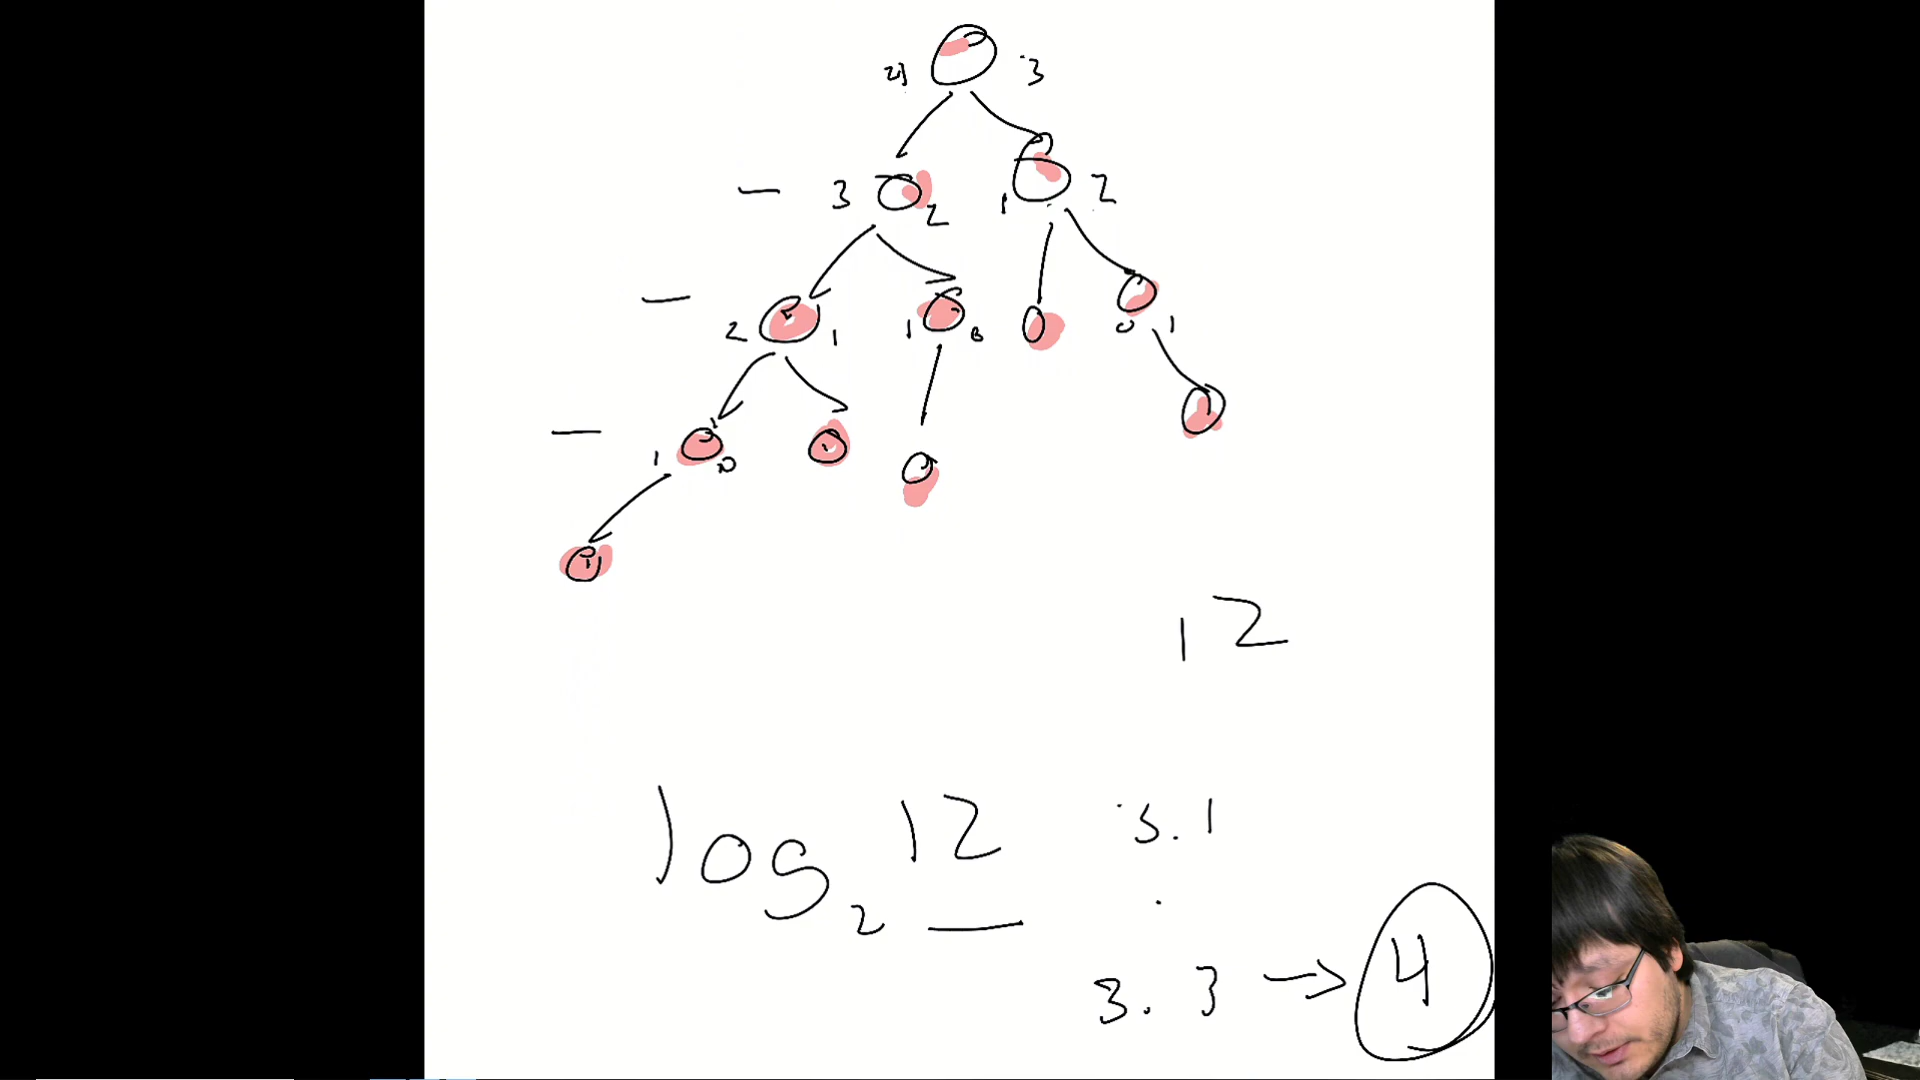 4 3
3 2 1 2
2 1 1 0 0 1
1 0
12
log₂ 12 3.1
3.3 → 4